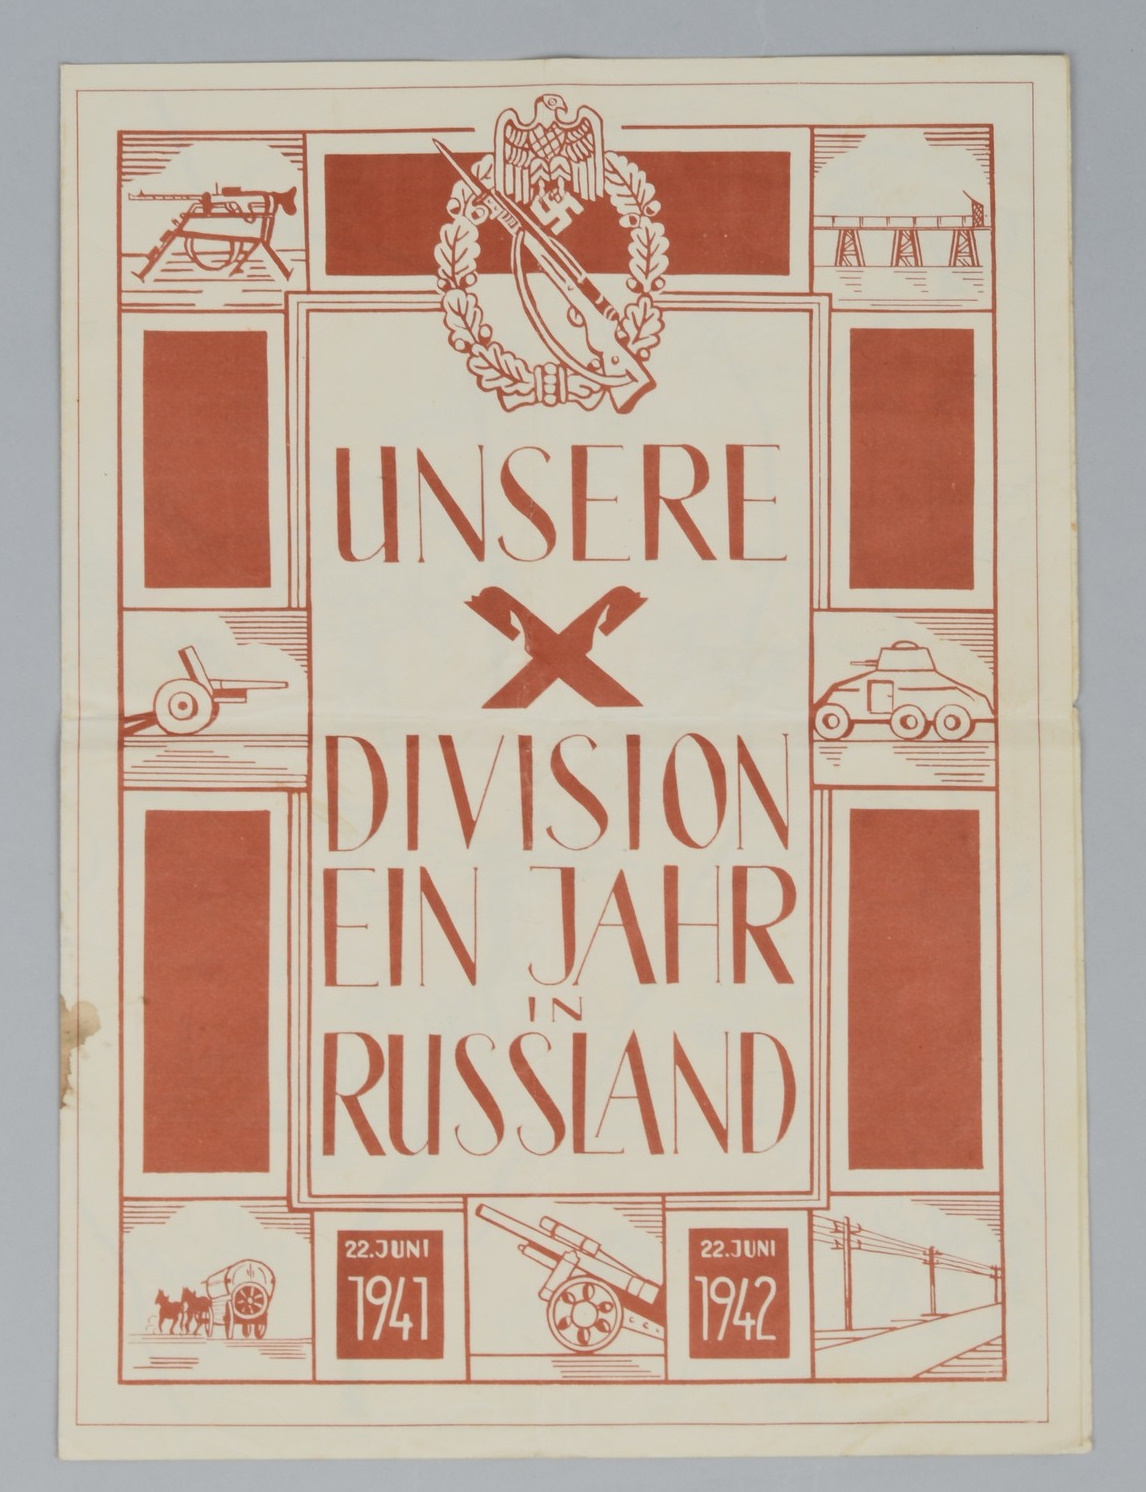 UNSERE
DIVISION
EIN JAHR
IN
RUSSLAND
22.JUNI
1941
22.JUNI
1942